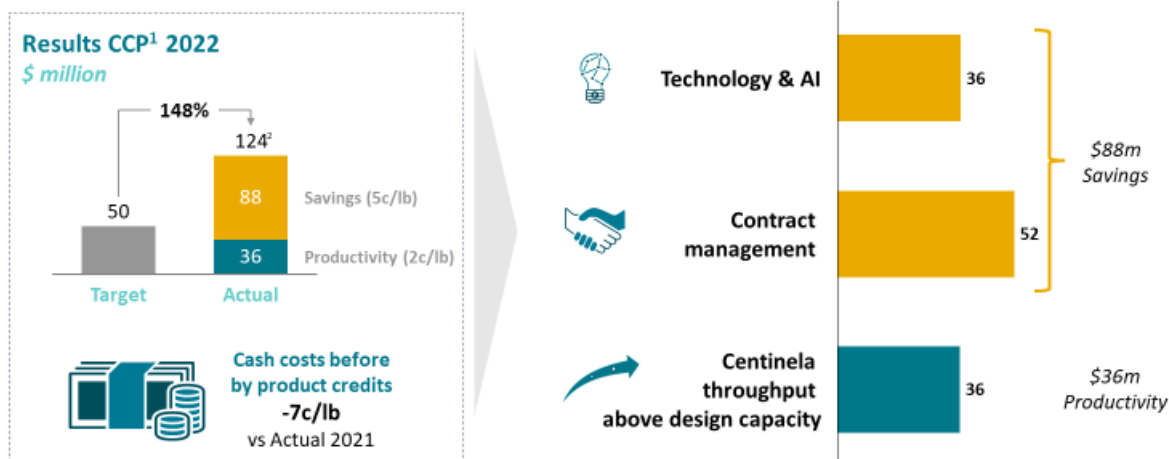 Results CCP¹ 2022
$ million
148%
124²
50
88
Savings (5c/lb)
36
Productivity (2c/lb)
Target
Actual
Cash costs before
by product credits
-7c/lb
vs Actual 2021
Technology & AI
36
Contract
management
52
$88m
Savings
Centinela
throughput
above design capacity
36
$36m
Productivity